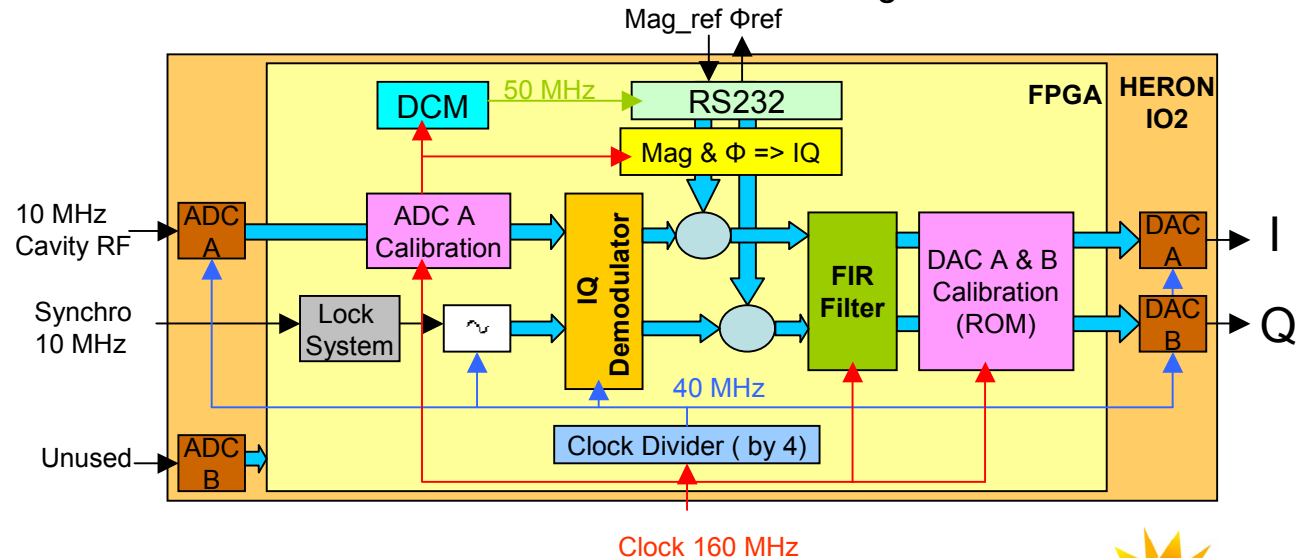 Mag_ref Φref
DCM
50 MHz
RS232
FPGA
HERON
IO2
Mag & Φ => IQ
10 MHz
Cavity RF
ADC
A
ADC A
Calibration
IQ
Demodulator
FIR
Filter
DAC A & B
Calibration
(ROM)
DAC
A
I
Synchro
10 MHz
Lock
System
~
DAC
B
Q
40 MHz
Unused
ADC
B
Clock Divider ( by 4)
Clock 160 MHz